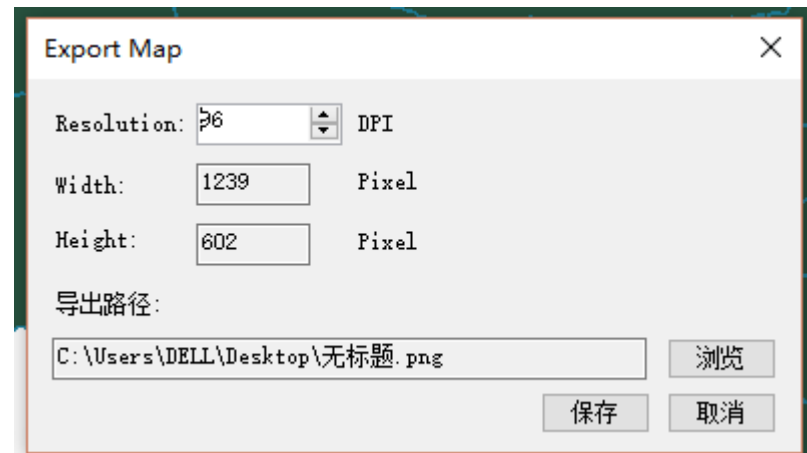 Export Map
Resolution: 96 DPI
Width: 1239 Pixel
Height: 602 Pixel
导出路径:
C:\Users\DELL\Desktop\无标题.png 浏览
保存 取消